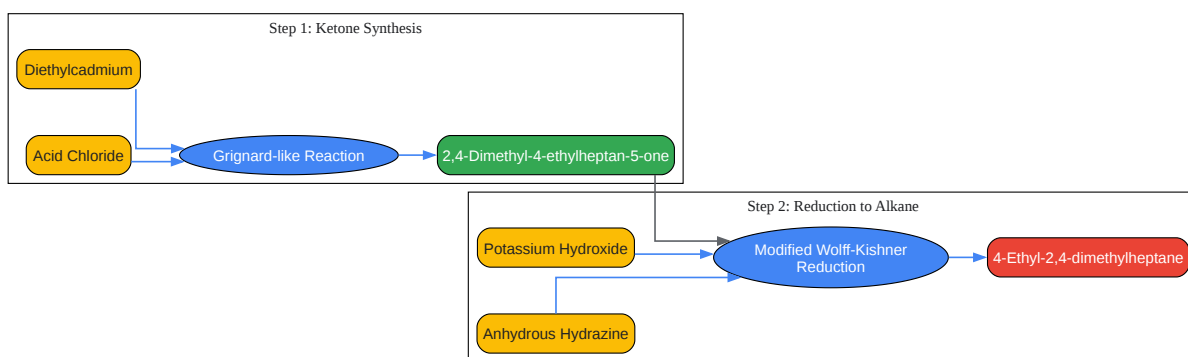 Step 1: Ketone Synthesis
Diethylcadmium
Acid Chloride
Grignard-like Reaction
2,4-Dimethyl-4-ethylheptan-5-one
Step 2: Reduction to Alkane
Potassium Hydroxide
Modified Wolff-Kishner
Reduction
4-Ethyl-2,4-dimethylheptane
Anhydrous Hydrazine